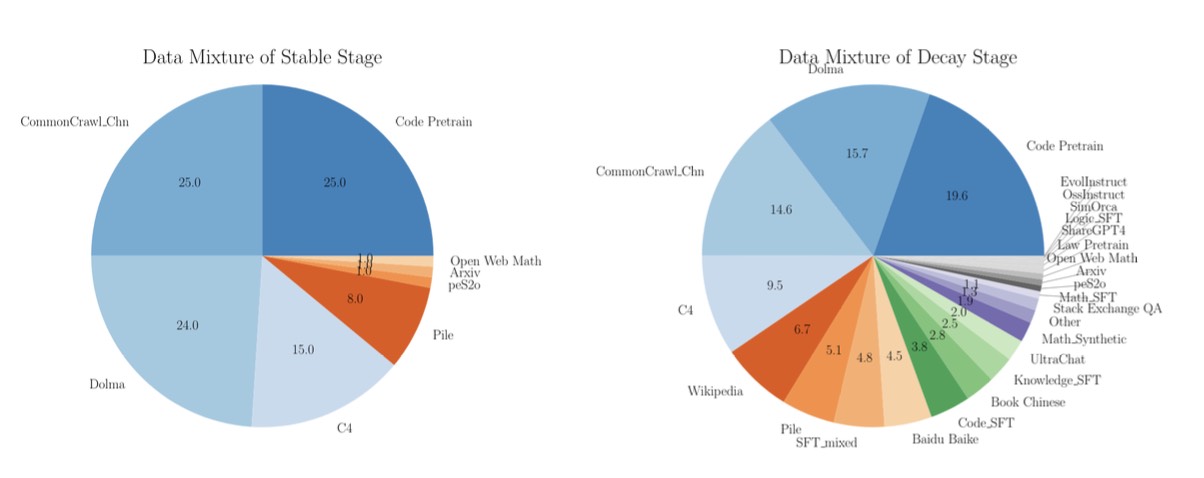 Data Mixture of Stable Stage
Code Pretrain
25.0
CommonCrawl_Chn
25.0
Dolma
24.0
C4
15.0
Pile
8.0
peS2o
Arxiv
Open Web Math
1.0
Data Mixture of Decay Stage
Code Pretrain
19.6
Dolma
15.7
CommonCrawl_Chn
14.6
C4
9.5
Wikipedia
6.7
Pile
5.1
SFT_mixed
4.8
Baidu Baike
4.5
Code_SFT
3.8
Book Chinese
2.8
Knowledge_SFT
2.5
UltraChat
2.0
Math_Synthetic
1.9
Other
1.3
Stack Exchange QA
1.1
Math_SFT
peS2o
Arxiv
Open Web Math
Law Pretrain
ShareGPT4
Logic_SFT
SimOrca
OssInstruct
EvolInstruct